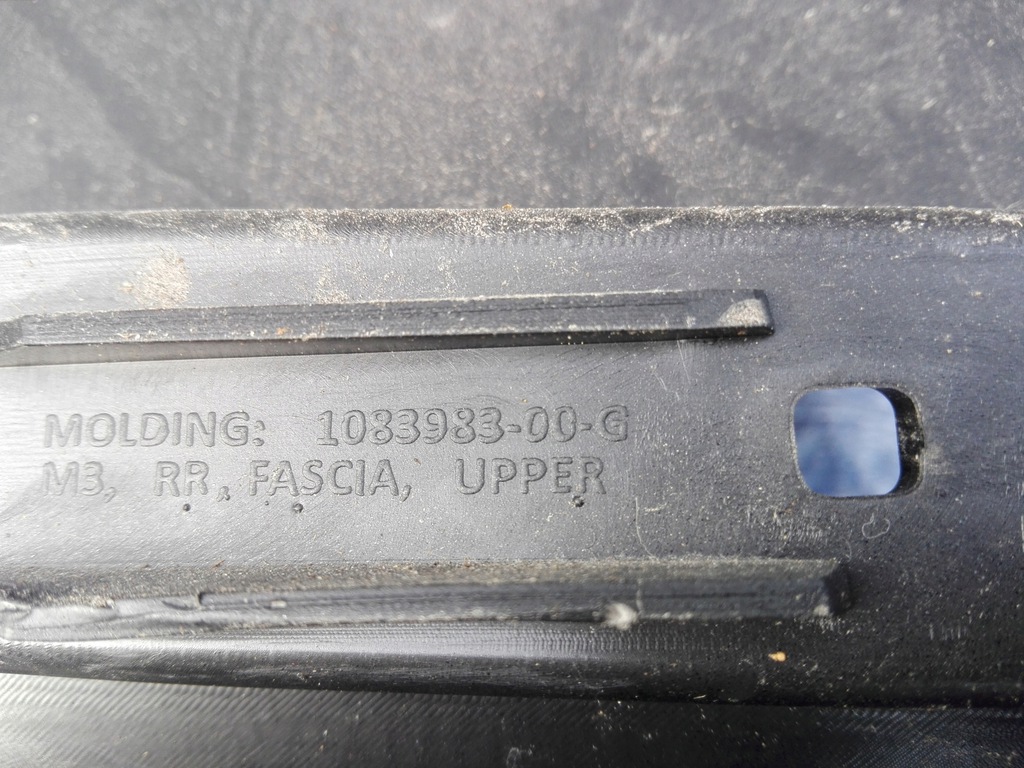 MOLDING: 1083983-00-G
M3, RR, FASCIA, UPPER